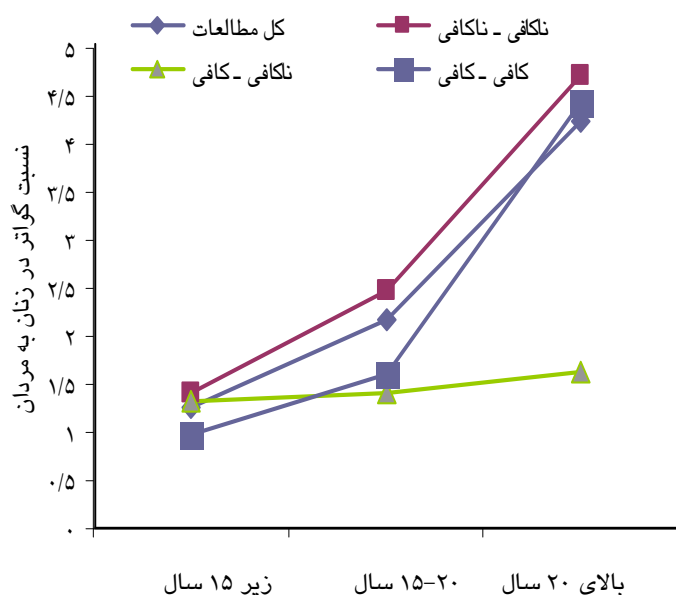 کل مطالعات
ناکافی - ناکافی
ناکافی - کافی
کافی - کافی
نسبت گواتر در زنان به مردان
۵
۴/۵
۴
۳/۵
۳
۲/۵
۲
۱/۵
۱
۰/۵
۰
زیر ۱۵ سال
۱۵-۲۰ سال
بالای ۲۰ سال